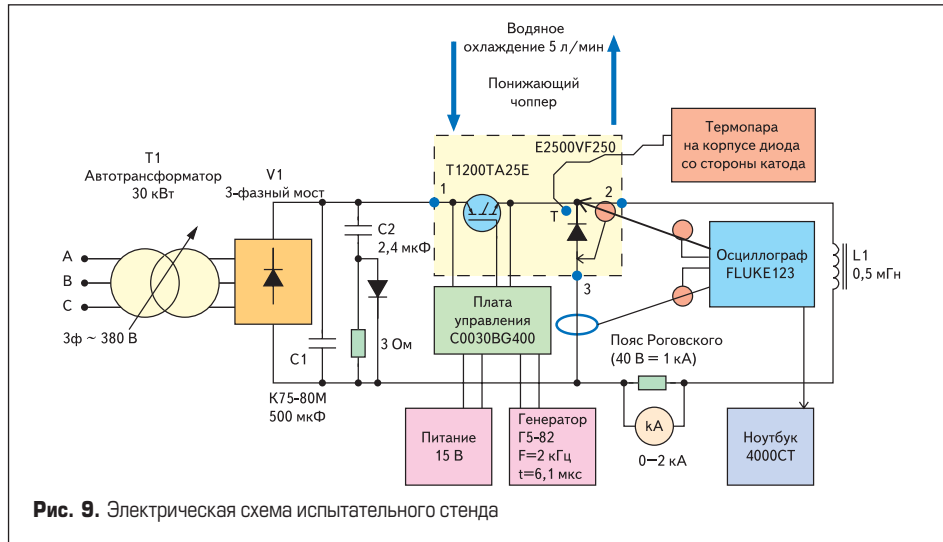 Водяное
охлаждение 5 л/мин
Понижающий
чоппер
T1
Автотрансформатор
30 кВт
V1
3-фазный мост
T1200TA25E
E2500VF250
Термопара
на корпусе диода
со стороны катода
1
2
T
3
C2
2,4 мкФ
A
B
C
3ф ~ 380 В
C1
3 Ом
K75-80М
500 мкФ
Плата
управления
C0030BG400
Осциллограф
FLUKE123
L1
0,5 мГн
Пояс Роговского
(40 В = 1 кА)
kA
0–2 кА
Питание
15 В
Генератор
Г5-82
F=2 кГц
t=6,1 мкс
Ноутбук
4000CT
Рис. 9. Электрическая схема испытательного стенда